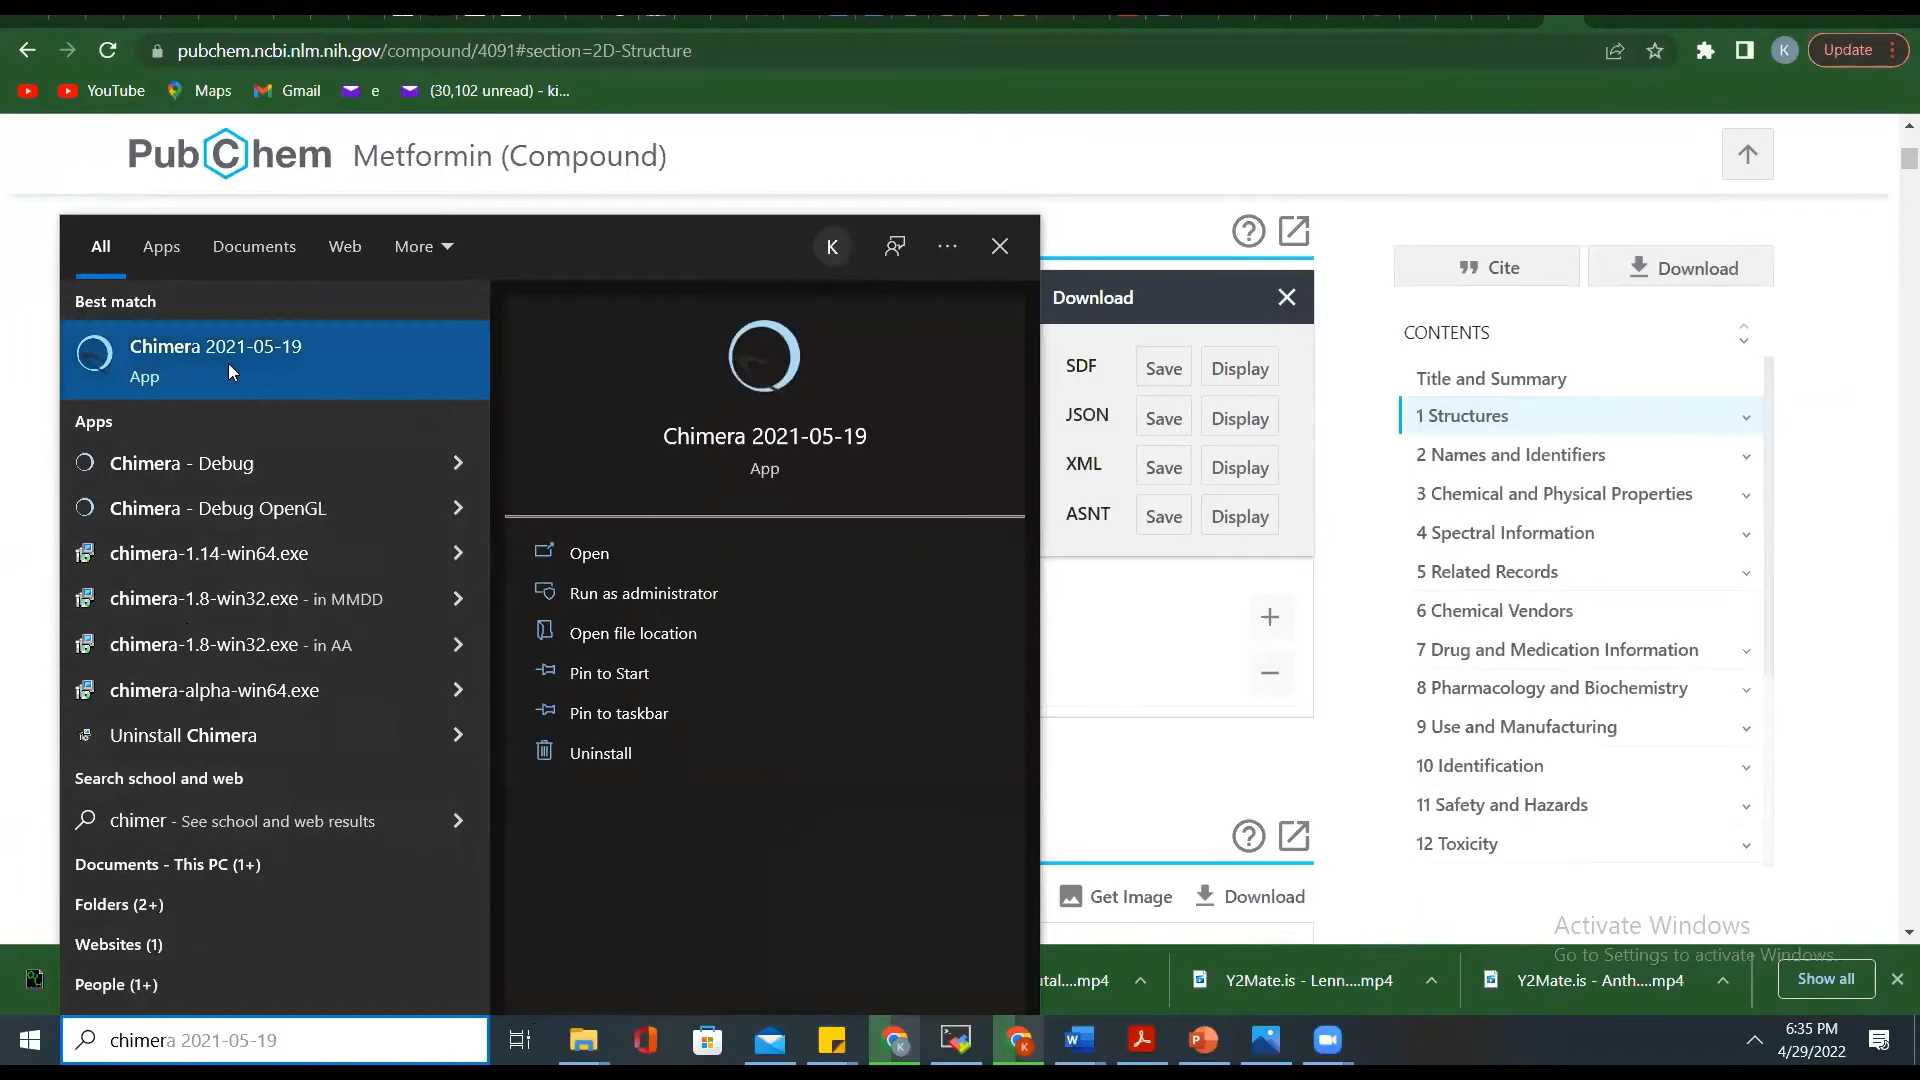 pubchem.ncbi.nlm.nih.gov/compound/4091#section=2D-Structure
K
Update
YouTube
Maps
Gmail
e
(30,102 unread) - ki...
PubChem
Metformin (Compound)
All
Apps
Documents
Web
More
K
Best match
Chimera 2021-05-19
App
Apps
Chimera - Debug
Chimera - Debug OpenGL
chimera-1.14-win64.exe
chimera-1.8-win32.exe - in MMDD
chimera-1.8-win32.exe - in AA
chimera-alpha-win64.exe
Uninstall Chimera
Search school and web
chimer - See school and web results
Documents - This PC (1+)
Folders (2+)
Websites (1)
People (1+)
Chimera 2021-05-19
App
Open
Run as administrator
Open file location
Pin to Start
Pin to taskbar
Uninstall
Download
SDF Save Display
JSON Save Display
XML Save Display
ASNT Save Display
Get Image
Download
Cite
Download
CONTENTS
Title and Summary
1 Structures
2 Names and Identifiers
3 Chemical and Physical Properties
4 Spectral Information
5 Related Records
6 Chemical Vendors
7 Drug and Medication Information
8 Pharmacology and Biochemistry
9 Use and Manufacturing
10 Identification
11 Safety and Hazards
12 Toxicity
Activate Windows
Go to Settings to activate Windows.
utal....mp4
Y2Mate.is - Lenn....mp4
Y2Mate.is - Anth....mp4
Show all
chimera 2021-05-19
6:35 PM
4/29/2022